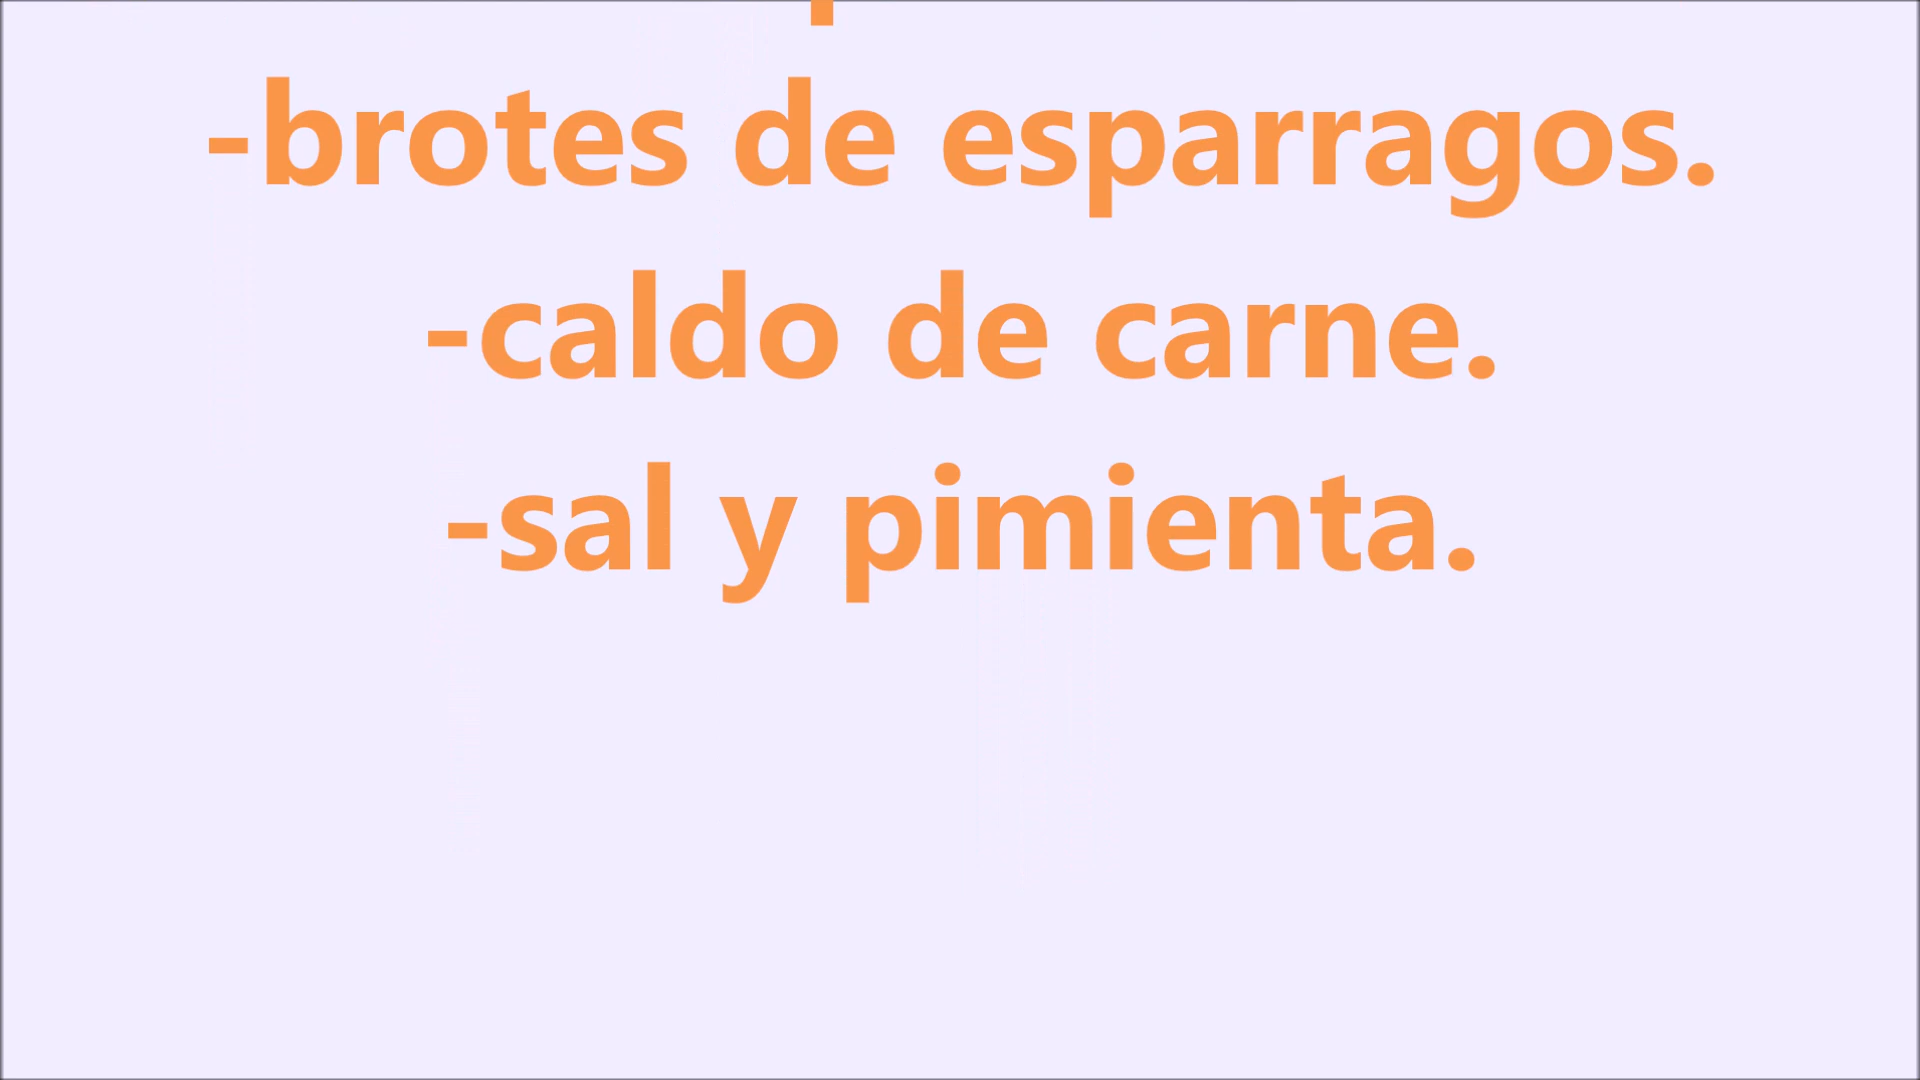 -brotes de esparragos.
-caldo de carne.
-sal y pimienta.